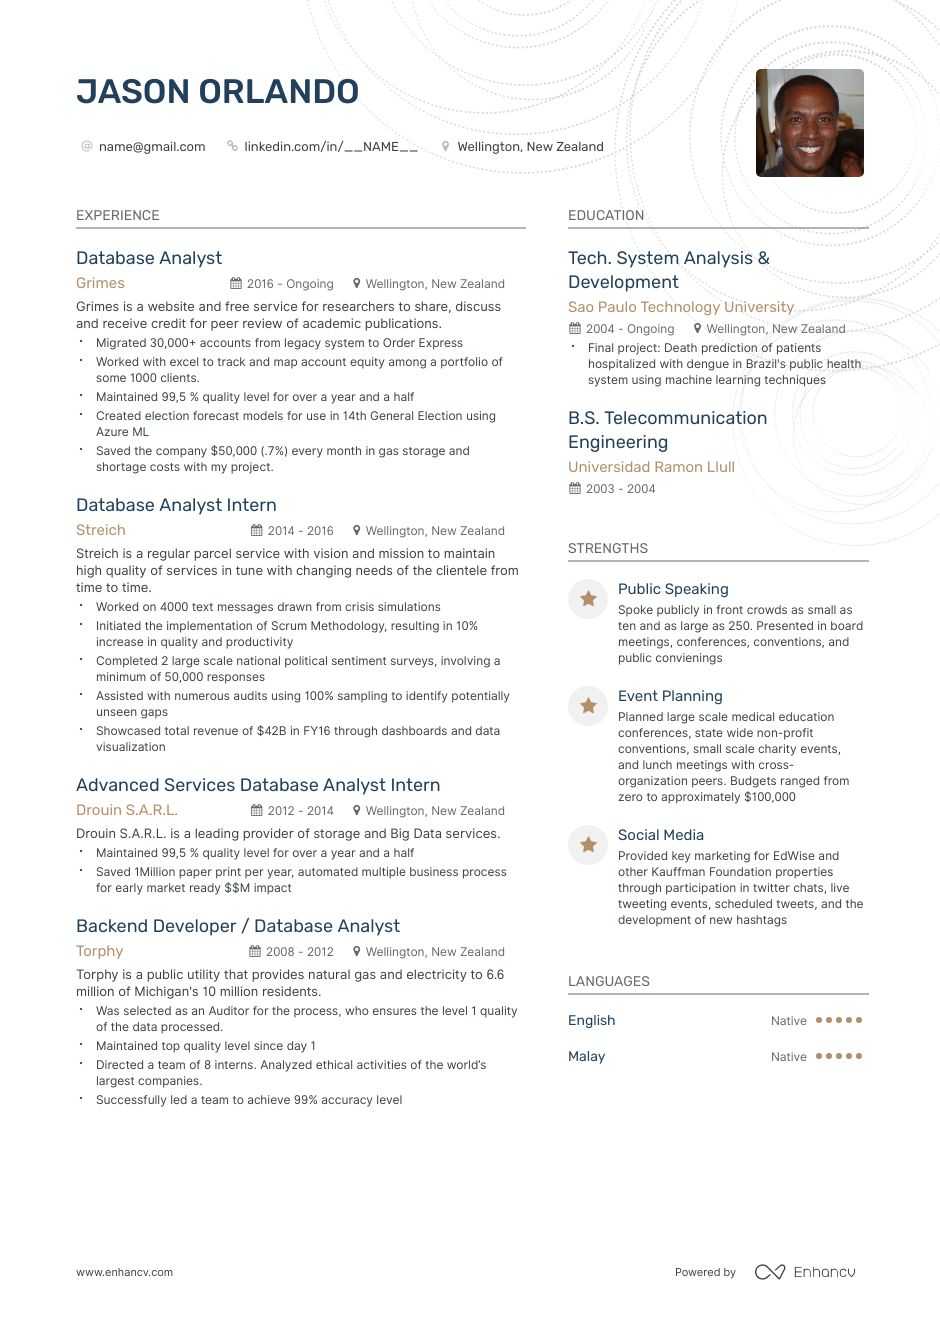 JASON ORLANDO
name@gmail.com linkedin.com/in/__NAME__ Wellington, New Zealand
EXPERIENCE
Database Analyst
Grimes 2016 - Ongoing Wellington, New Zealand
Grimes is a website and free service for researchers to share, discuss
and receive credit for peer review of academic publications.
· Migrated 30,000+ accounts from legacy system to Order Express
· Worked with excel to track and map account equity among a portfolio of
some 1000 clients.
· Maintained 99,5 % quality level for over a year and a half
· Created election forecast models for use in 14th General Election using
Azure ML
· Saved the company $50,000 (.7%) every month in gas storage and
shortage costs with my project.
Database Analyst Intern
Streich 2014 - 2016 Wellington, New Zealand
Streich is a regular parcel service with vision and mission to maintain
high quality of services in tune with changing needs of the clientele from
time to time.
· Worked on 4000 text messages drawn from crisis simulations
· Initiated the implementation of Scrum Methodology, resulting in 10%
increase in quality and productivity
· Completed 2 large scale national political sentiment surveys, involving a
minimum of 50,000 responses
· Assisted with numerous audits using 100% sampling to identify potentially
unseen gaps
· Showcased total revenue of $42B in FY16 through dashboards and data
visualization
Advanced Services Database Analyst Intern
Drouin S.A.R.L. 2012 - 2014 Wellington, New Zealand
Drouin S.A.R.L. is a leading provider of storage and Big Data services.
· Maintained 99,5 % quality level for over a year and a half
· Saved 1Million paper print per year, automated multiple business process
for early market ready $$M impact
Backend Developer / Database Analyst
Torphy 2008 - 2012 Wellington, New Zealand
Torphy is a public utility that provides natural gas and electricity to 6.6
million of Michigan's 10 million residents.
· Was selected as an Auditor for the process, who ensures the level 1 quality
of the data processed.
· Maintained top quality level since day 1
· Directed a team of 8 interns. Analyzed ethical activities of the world's
largest companies.
· Successfully led a team to achieve 99% accuracy level
EDUCATION
Tech. System Analysis &
Development
Sao Paulo Technology University
2004 - Ongoing Wellington, New Zealand
· Final project: Death prediction of patients
hospitalized with dengue in Brazil's public health
system using machine learning techniques
B.S. Telecommunication
Engineering
Universidad Ramon Llull
2003 - 2004
STRENGTHS
Public Speaking
Spoke publicly in front crowds as small as
ten and as large as 250. Presented in board
meetings, conferences, conventions, and
public convienings
Event Planning
Planned large scale medical education
conferences, state wide non-profit
conventions, small scale charity events,
and lunch meetings with cross-
organization peers. Budgets ranged from
zero to approximately $100,000
Social Media
Provided key marketing for EdWise and
other Kauffman Foundation properties
through participation in twitter chats, live
tweeting events, scheduled tweets, and the
development of new hashtags
LANGUAGES
English Native
Malay Native
www.enhancv.com
Powered by Enhancv